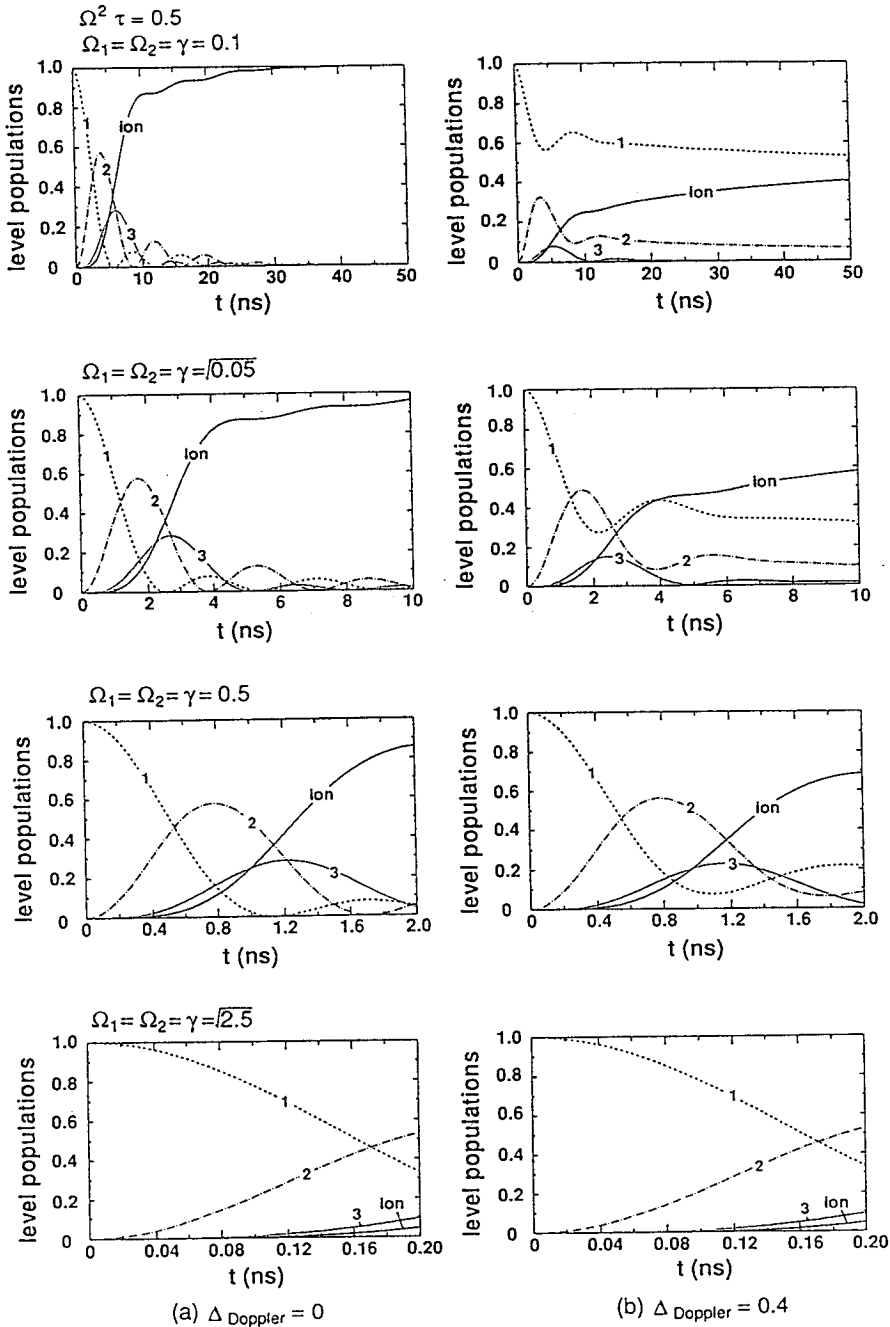 Ω² τ = 0.5
Ω₁ = Ω₂ = γ = 0.1
level populations
1.0
0.8
0.6
0.4
0.2
0
1
2
3
Ion
0 10 20 30 40 50
t (ns)
level populations
1.0
0.8
0.6
0.4
0.2
0
1
Ion
2
3
0 10 20 30 40 50
t (ns)
Ω₁ = Ω₂ = γ = √0.05
level populations
1.0
0.8
0.6
0.4
0.2
0
1
Ion
2
3
0 2 4 6 8 10
t (ns)
level populations
1.0
0.8
0.6
0.4
0.2
0
1
Ion
2
3
0 2 4 6 8 10
t (ns)
Ω₁ = Ω₂ = γ = 0.5
level populations
1.0
0.8
0.6
0.4
0.2
0
1
Ion
2
3
0 0.4 0.8 1.2 1.6 2.0
t (ns)
level populations
1.0
0.8
0.6
0.4
0.2
0
1
Ion
2
3
0 0.4 0.8 1.2 1.6 2.0
t (ns)
Ω₁ = Ω₂ = γ = √2.5
level populations
1.0
0.8
0.6
0.4
0.2
0
1
2
3
Ion
0 0.04 0.08 0.12 0.16 0.20
t (ns)
level populations
1.0
0.8
0.6
0.4
0.2
0
1
2
3
Ion
0 0.04 0.08 0.12 0.16 0.20
t (ns)
(a) Δ Doppler = 0
(b) Δ Doppler = 0.4